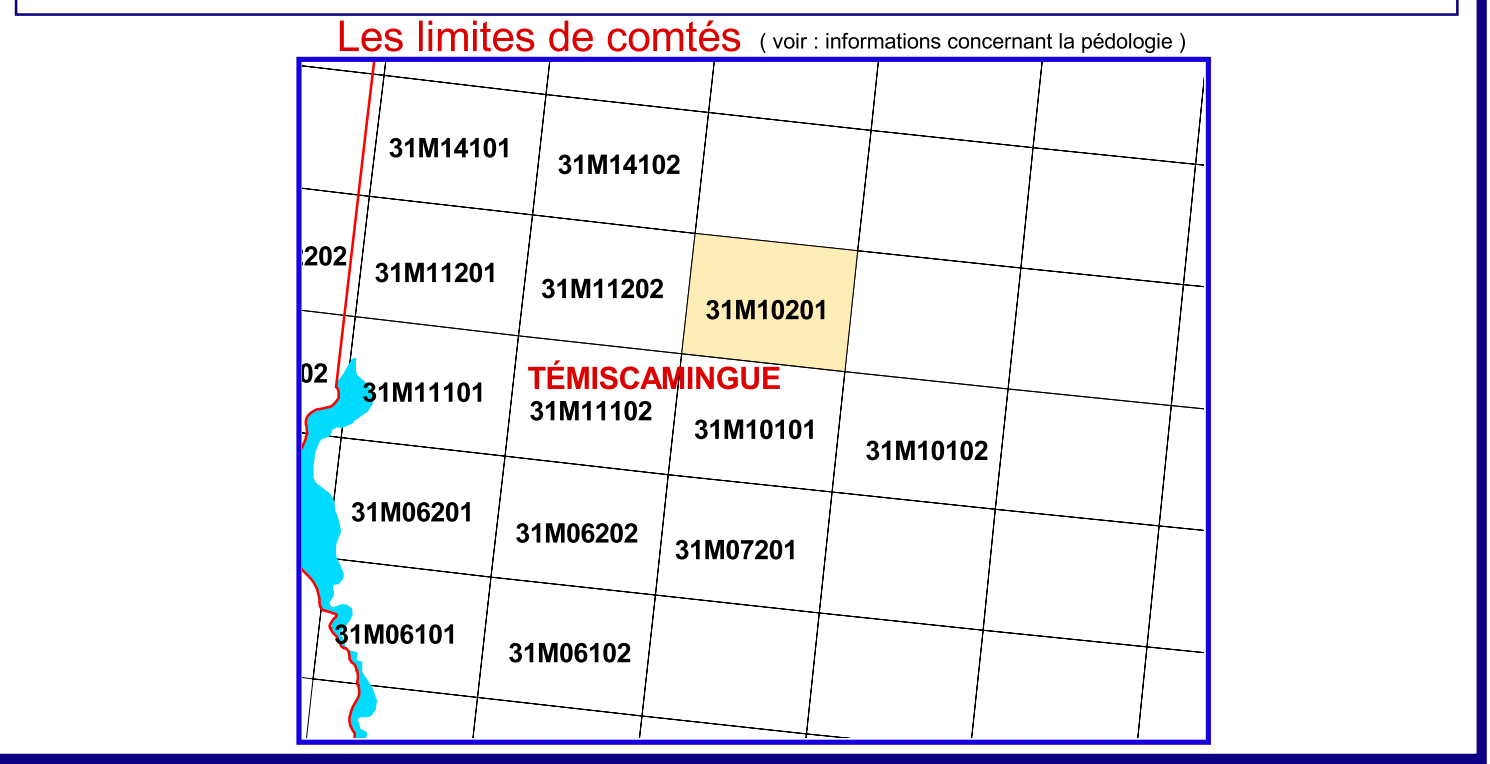 Les limites de comtés ( voir : informations concernant la pédologie )
31M14101
31M14102
202
31M11201
31M11202
31M10201
02
31M11101
TÉMISCAMINGUE
31M11102
31M10101
31M10102
31M06201
31M06202
31M07201
31M06101
31M06102